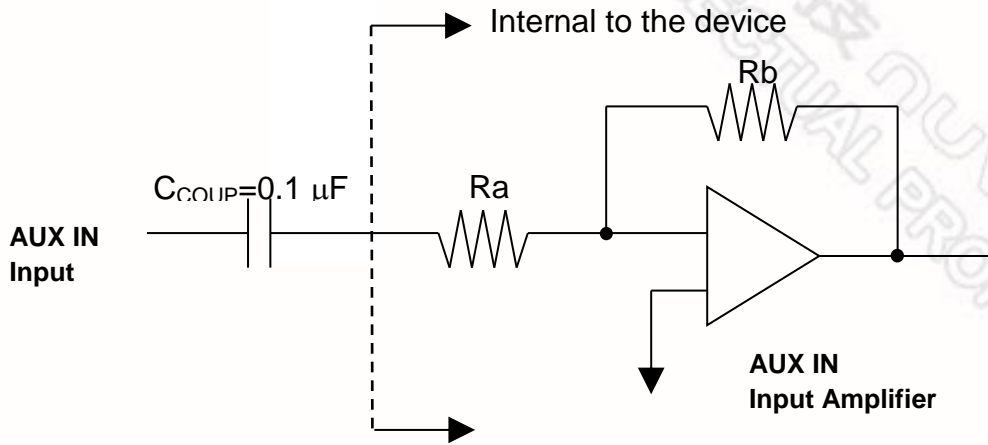 Internal to the device
Rb
C_COUP=0.1 μF
Ra
AUX IN
Input
AUX IN
Input Amplifier